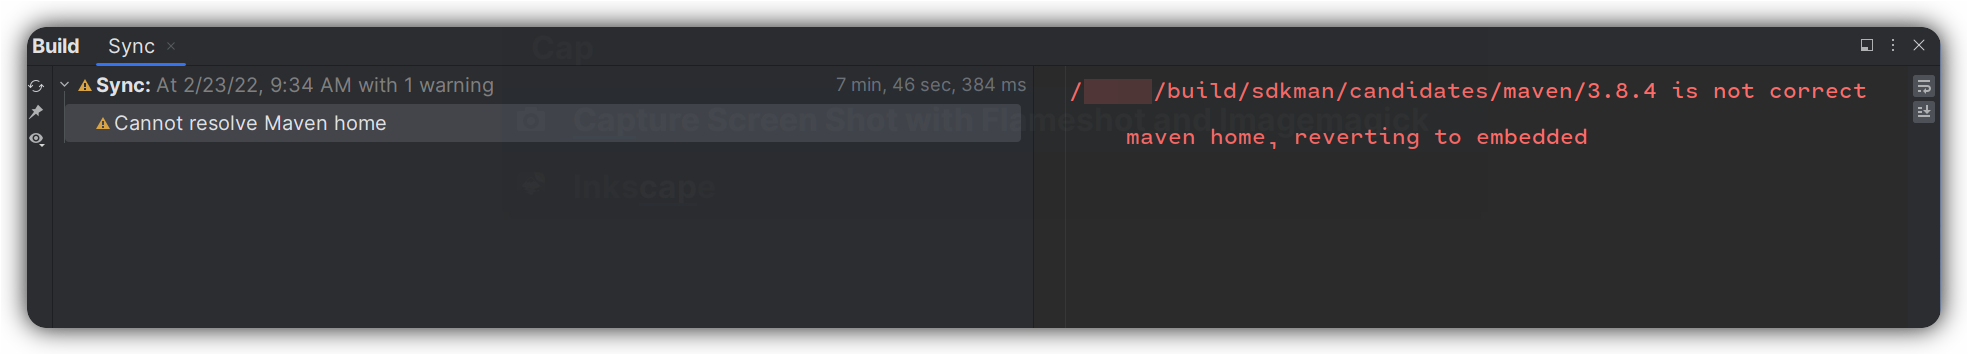 Build Sync ×
Sync: At 2/23/22, 9:34 AM with 1 warning 7 min, 46 sec, 384 ms
Cannot resolve Maven home
/ /build/sdkman/candidates/maven/3.8.4 is not correct
maven home, reverting to embedded
Cap
Capture Screen Shot with Flameshot and Imagemagick
Inkscape